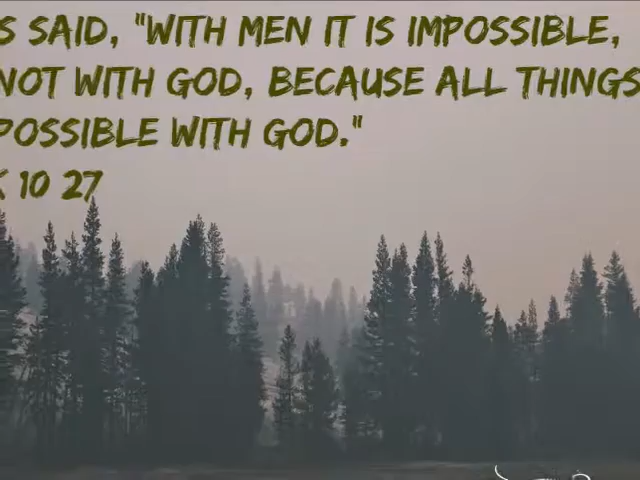 S SAID, "WITH MEN IT IS IMPOSSIBLE,
NOT WITH GOD, BECAUSE ALL THINGS
POSSIBLE WITH GOD."
K 10 27